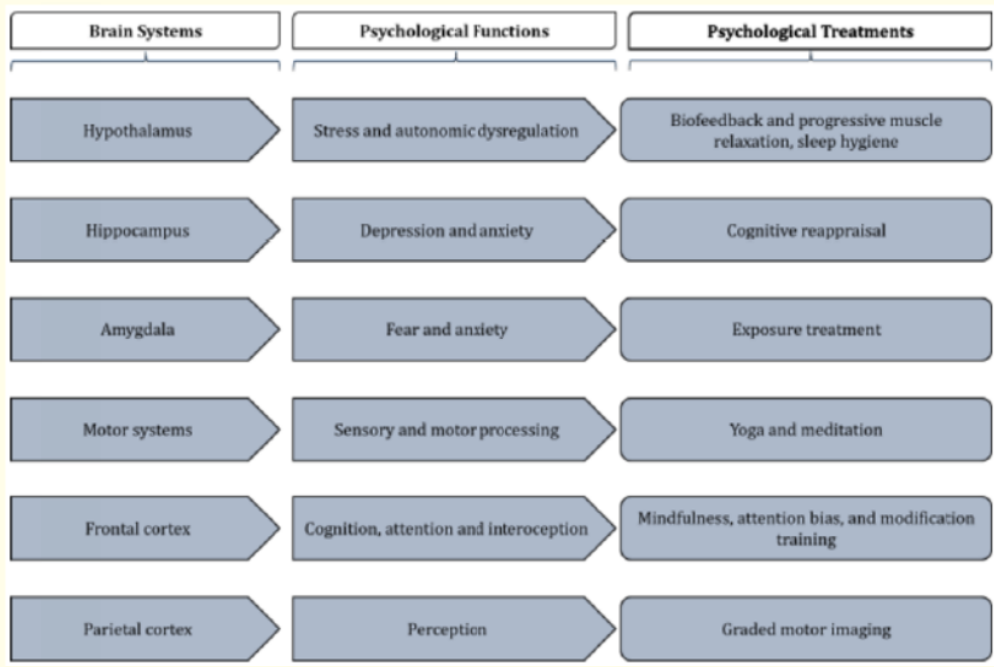 Brain Systems
Psychological Functions
Psychological Treatments
Hypothalamus
Stress and autonomic dysregulation
Biofeedback and progressive muscle
relaxation, sleep hygiene
Hippocampus
Depression and anxiety
Cognitive reappraisal
Amygdala
Fear and anxiety
Exposure treatment
Motor systems
Sensory and motor processing
Yoga and meditation
Frontal cortex
Cognition, attention and interoception
Mindfulness, attention bias, and modification
training
Parietal cortex
Perception
Graded motor imaging